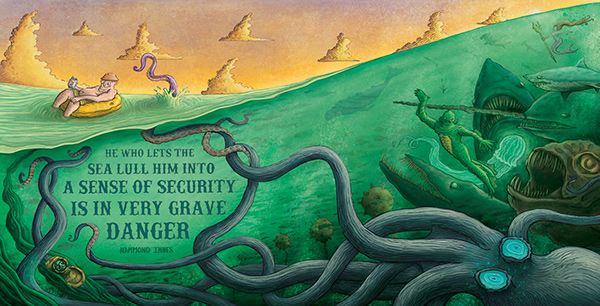 HE WHO LETS THE
SEA LULL HIM INTO
A SENSE OF SECURITY
IS IN VERY GRAVE
DANGER
HAMMOND INNES